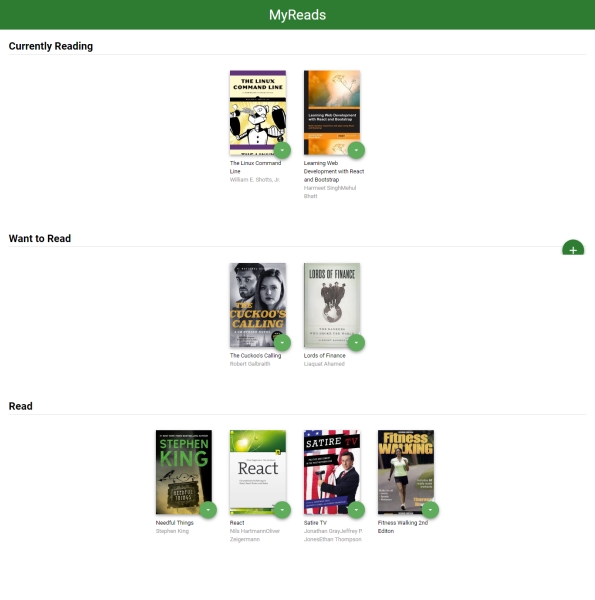 MyReads
Currently Reading
THE LINUX
COMMAND LINE
THE LINUX
Learning Web Development
with React and Bootstrap
The Linux Command
Line
William E. Shotts, Jr.
Learning Web
Development with React
and Bootstrap
Harmeet SinghMehul
Bhatt
Want to Read
+
THE
CUCKOO'S
CALLING
LORDS OF FINANCE
The Cuckoo's Calling
Robert Galbraith
Lords of Finance
Liaquat Ahamed
Read
STEPHEN
KING
NEEDFUL
THINGS
React
SATIRE TV
Fitness
WALKING
Needful Things
Stephen King
React
Nils HartmannOliver
Zeigermann
Satire TV
Jonathan GrayJeffrey P.
JonesEthan Thompson
Fitness Walking 2nd
Editon